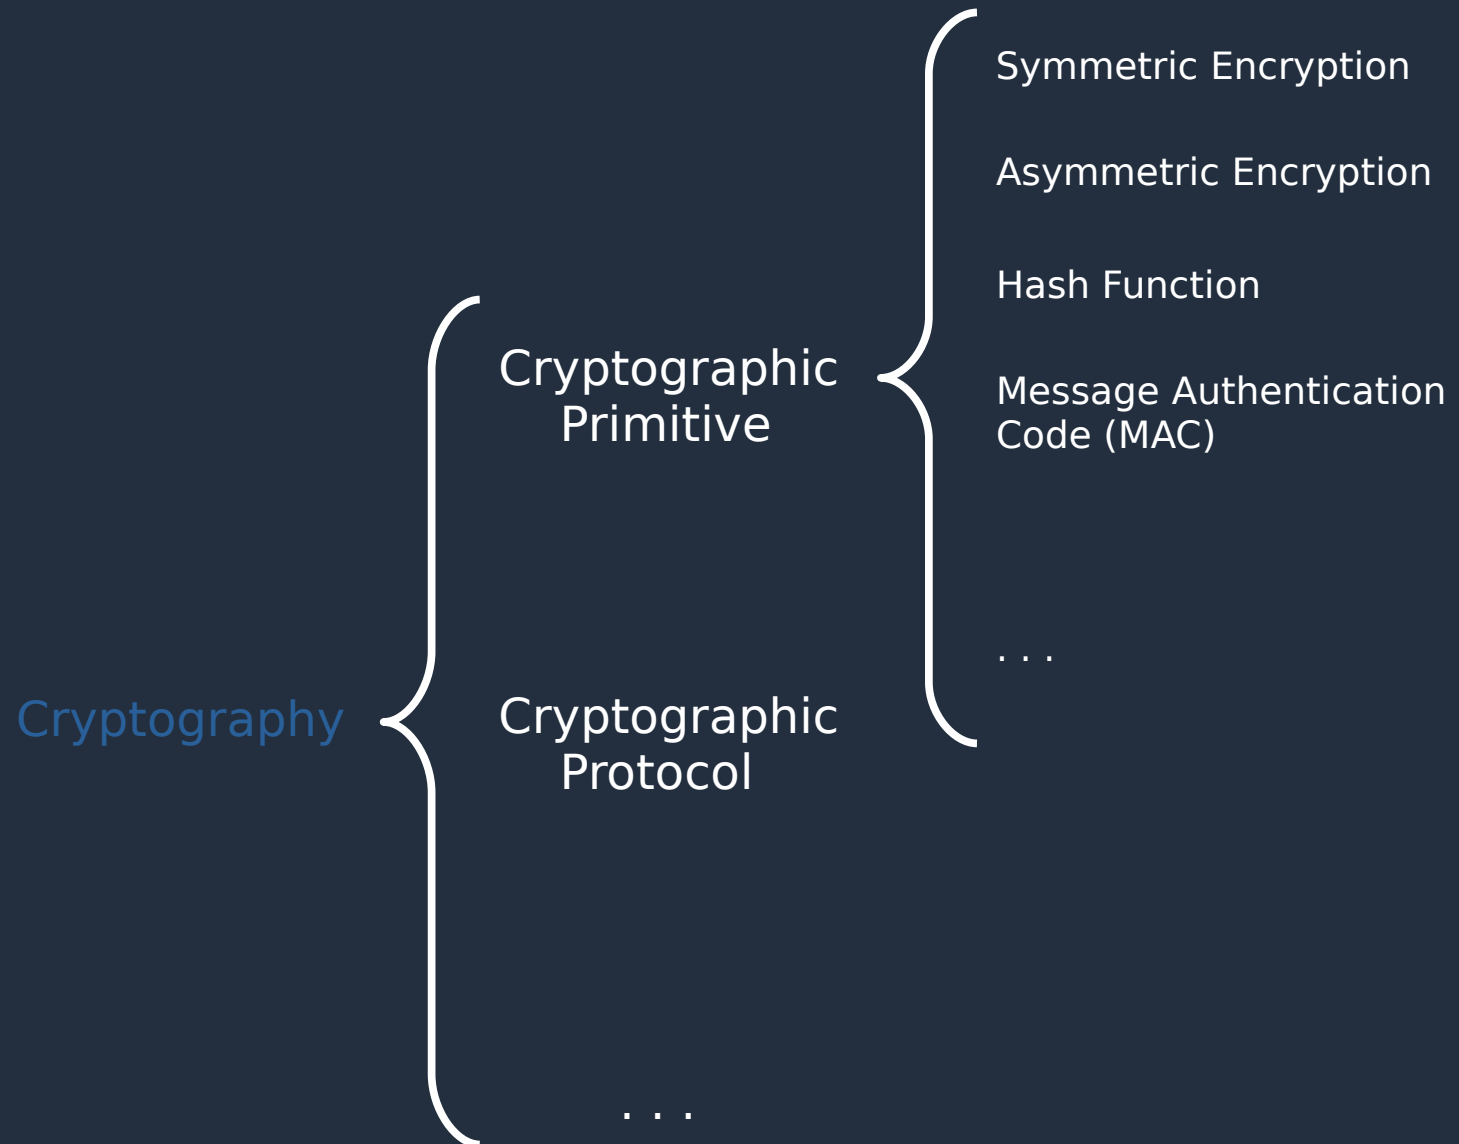 Symmetric Encryption
Asymmetric Encryption
Hash Function
Cryptographic
Primitive
Message Authentication
Code (MAC)
. . .
Cryptography
Cryptographic
Protocol
. . .